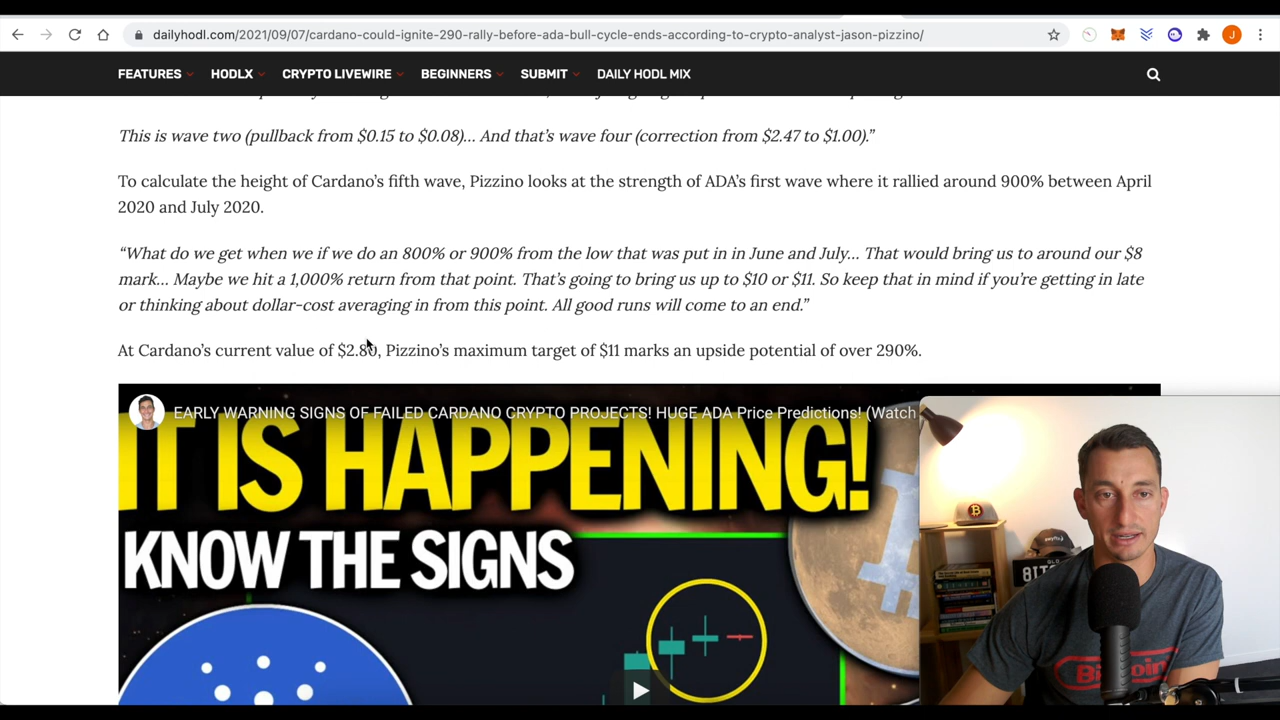 dailyhodl.com/2021/09/07/cardano-could-ignite-290-rally-before-ada-bull-cycle-ends-according-to-crypto-analyst-jason-pizzino/
J
FEATURES HODLX CRYPTO LIVEWIRE BEGINNERS SUBMIT DAILY HODL MIX
This is wave two (pullback from $0.15 to $0.08)… And that’s wave four (correction from $2.47 to $1.00).”
To calculate the height of Cardano’s fifth wave, Pizzino looks at the strength of ADA’s first wave where it rallied around 900% between April
2020 and July 2020.
“What do we get when we if we do an 800% or 900% from the low that was put in in June and July… That would bring us to around our $8
mark… Maybe we hit a 1,000% return from that point. That’s going to bring us up to $10 or $11. So keep that in mind if you’re getting in late
or thinking about dollar-cost averaging in from this point. All good runs will come to an end.”
At Cardano’s current value of $2.80, Pizzino’s maximum target of $11 marks an upside potential of over 290%.
EARLY WARNING SIGNS OF FAILED CARDANO CRYPTO PROJECTS! HUGE ADA Price Predictions! (Watch
IT IS HAPPENING!
KNOW THE SIGNS
Bitcoin